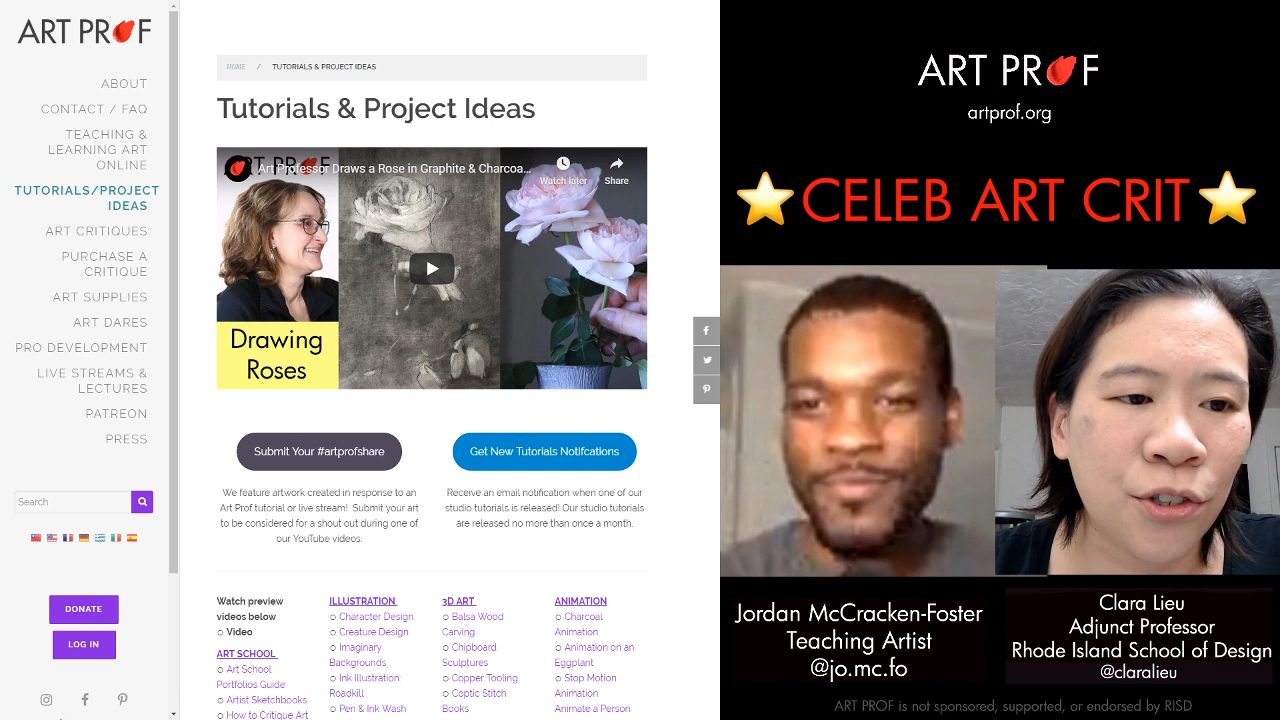 ART PROF
ABOUT
CONTACT / FAQ
TEACHING &
LEARNING ART
ONLINE
TUTORIALS/PROJECT
IDEAS
ART CRITIQUES
PURCHASE A
CRITIQUE
ART SUPPLIES
ART DARES
PRO DEVELOPMENT
LIVE STREAMS &
LECTURES
PATREON
PRESS
Search
DONATE
LOG IN
HOME / TUTORIALS & PROJECT IDEAS
Tutorials & Project Ideas
ART PROF
Art Professor Draws a Rose in Graphite & Charcoa...
Watch later
Share
Drawing
Roses
Submit Your #artprofshare
We feature artwork created in response to an
Art Prof tutorial or live stream! Submit your art
to be considered for a shout out during one of
our YouTube videos.
Get New Tutorials Notifcations
Receive an email notification when one of our
studio tutorials is released! Our studio tutorials
are released no more than once a month.
Watch preview
videos below
○ Video
ART SCHOOL
○ Art School
Portfolios Guide
○ Artist Sketchbooks
○ How to Critique Art
ILLUSTRATION
○ Character Design
○ Creature Design
○ Imaginary
Backgrounds
○ Ink Illustration:
Roadkill
○ Pen & Ink Wash
3D ART
○ Balsa Wood
Carving
○ Chipboard
Sculptures
○ Copper Tooling
○ Coptic Stitch
Books
ANIMATION
○ Charcoal
Animation
○ Animation on an
Eggplant
○ Stop Motion
Animation
Animate a Person
ART PROF
artprof.org
CELEB ART CRIT
Jordan McCracken-Foster
Teaching Artist
@jo.mc.fo
Clara Lieu
Adjunct Professor
Rhode Island School of Design
@claralieu
ART PROF is not sponsored, supported, or endorsed by RISD